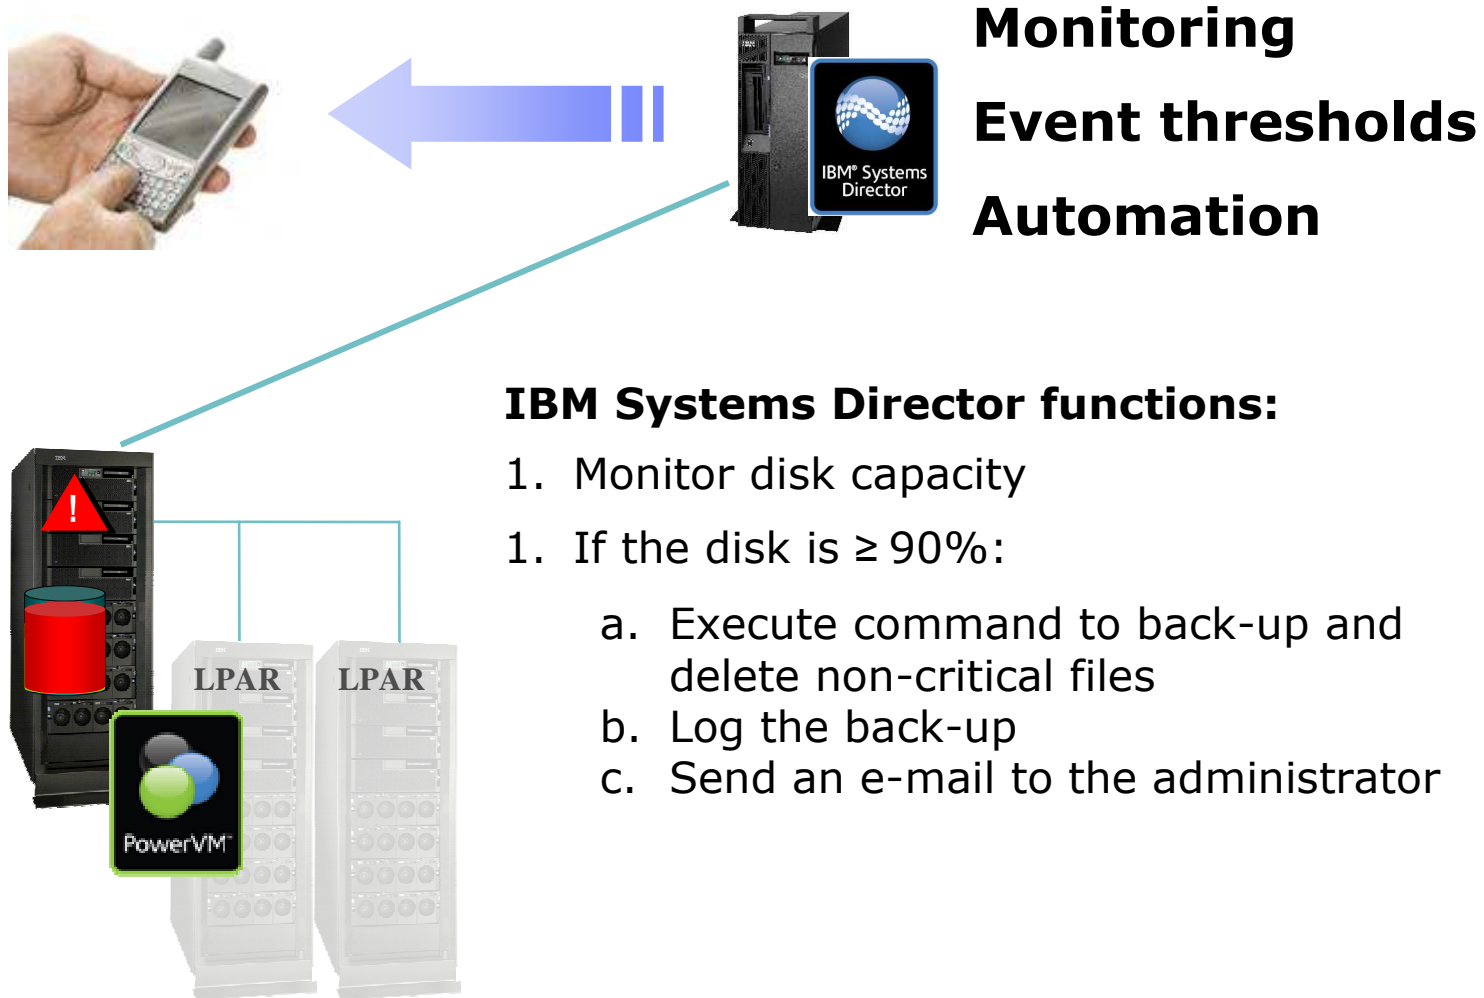 Monitoring
Event thresholds
Automation
IBM® Systems
Director
IBM Systems Director functions:
1. Monitor disk capacity
1. If the disk is ≥ 90%:
a. Execute command to back-up and
delete non-critical files
b. Log the back-up
c. Send an e-mail to the administrator
!
LPAR
LPAR
PowerVM™